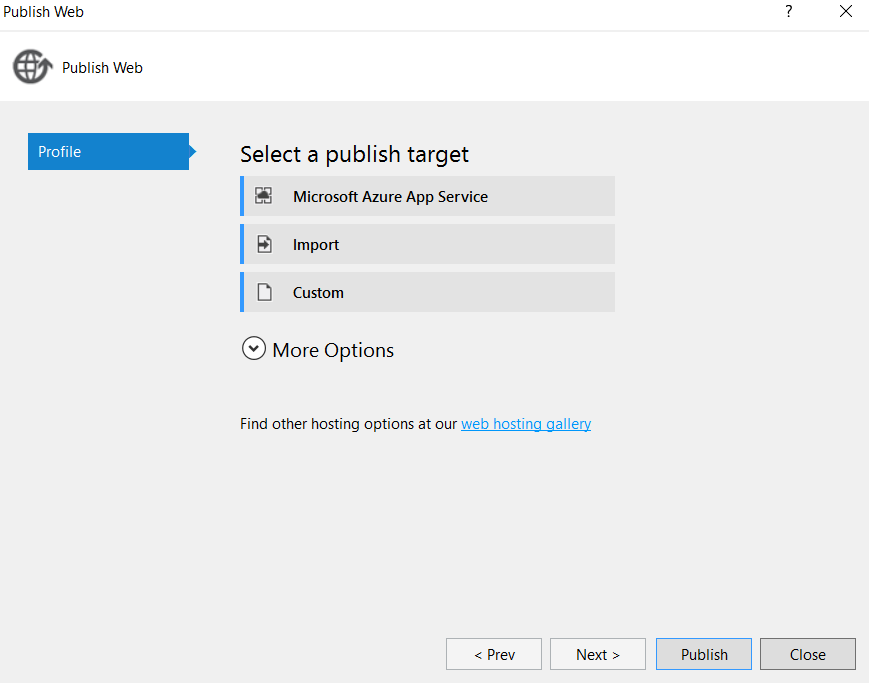 Publish Web
?
Publish Web
Profile
Select a publish target
Microsoft Azure App Service
Import
Custom
More Options
Find other hosting options at our web hosting gallery
< Prev
Next >
Publish
Close